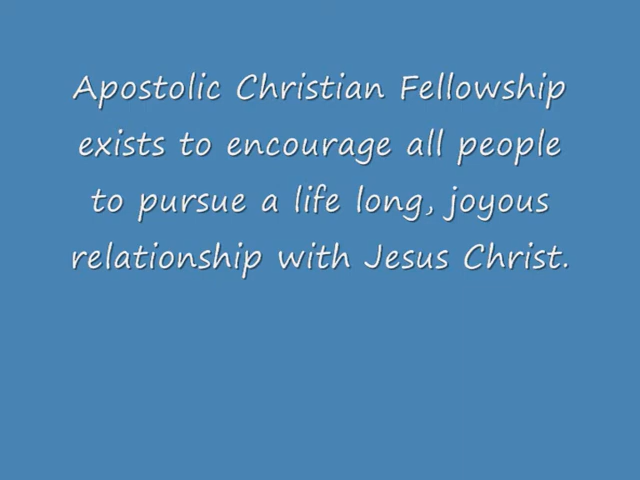 Apostolic Christian Fellowship
exists to encourage all people
to pursue a life long, joyous
relationship with Jesus Christ.